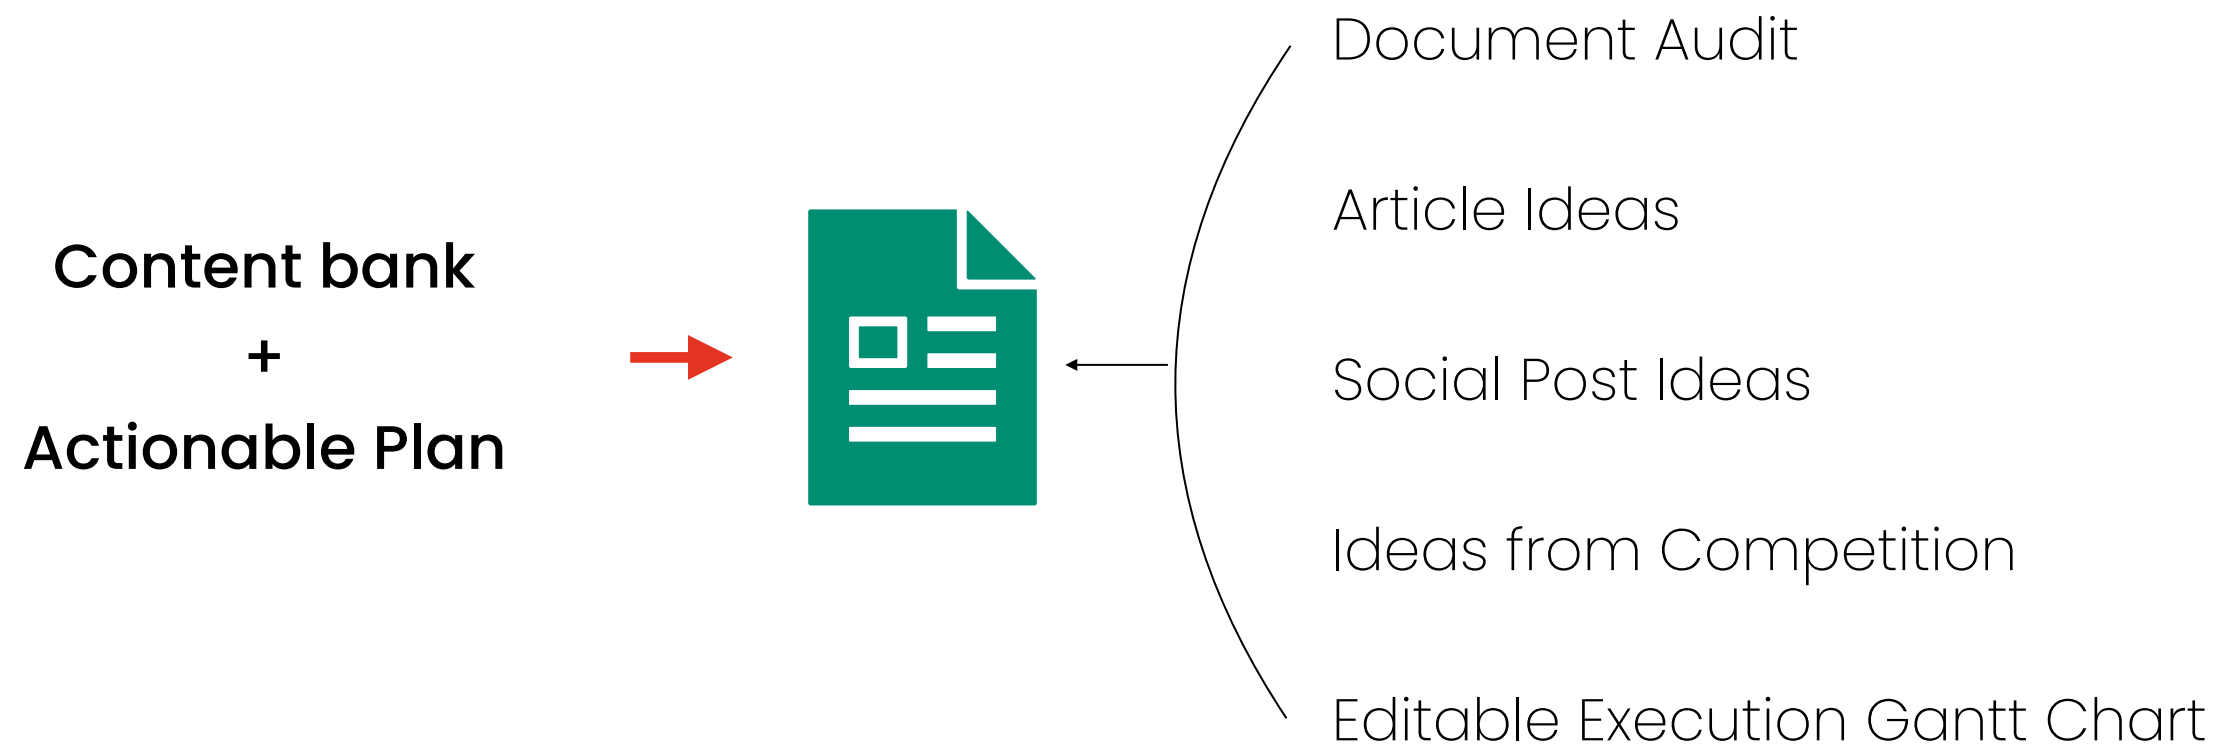 Content bank
+
Actionable Plan
Document Audit
Article Ideas
Social Post Ideas
Ideas from Competition
Editable Execution Gantt Chart